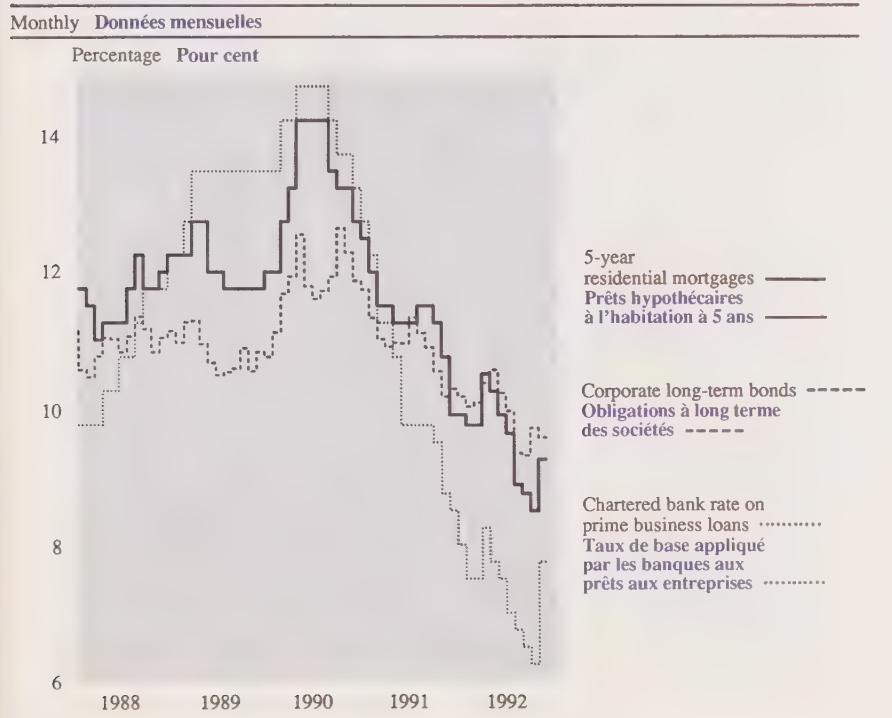 Monthly Données mensuelles
Percentage Pour cent
14
12
10
8
6
1988 1989 1990 1991 1992
5-year
residential mortgages
Prêts hypothécaires
à l'habitation à 5 ans
Corporate long-term bonds
Obligations à long terme
des sociétés
Chartered bank rate on
prime business loans
Taux de base appliqué
par les banques aux
prêts aux entreprises